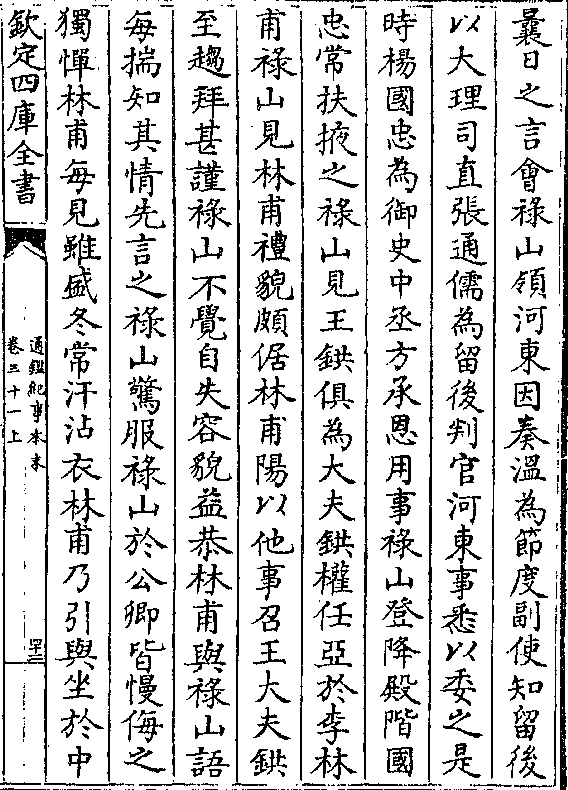 曩日之言會祿山領河東因奏溫為節度副使知留後
以大理司直張通儒為留後判官河東事悉以委之是
時楊國忠為御史中丞方承恩用事祿山登降殿階國
忠常扶掖之祿山見王鉷俱為大夫鉷權任亞於李林
甫祿山見林甫禮貌頗倨林甫陽以他事召王大夫鉷
至趨拜甚謹祿山不覺自失容貌益恭林甫與祿山語
每揣知其情先言之祿山驚服祿山於公卿皆慢侮之
獨憚林甫每見雖盛冬常汗沾衣林甫乃引與坐於中
欽定四庫全書
通鑑紀事本末
卷三十一上
四十三